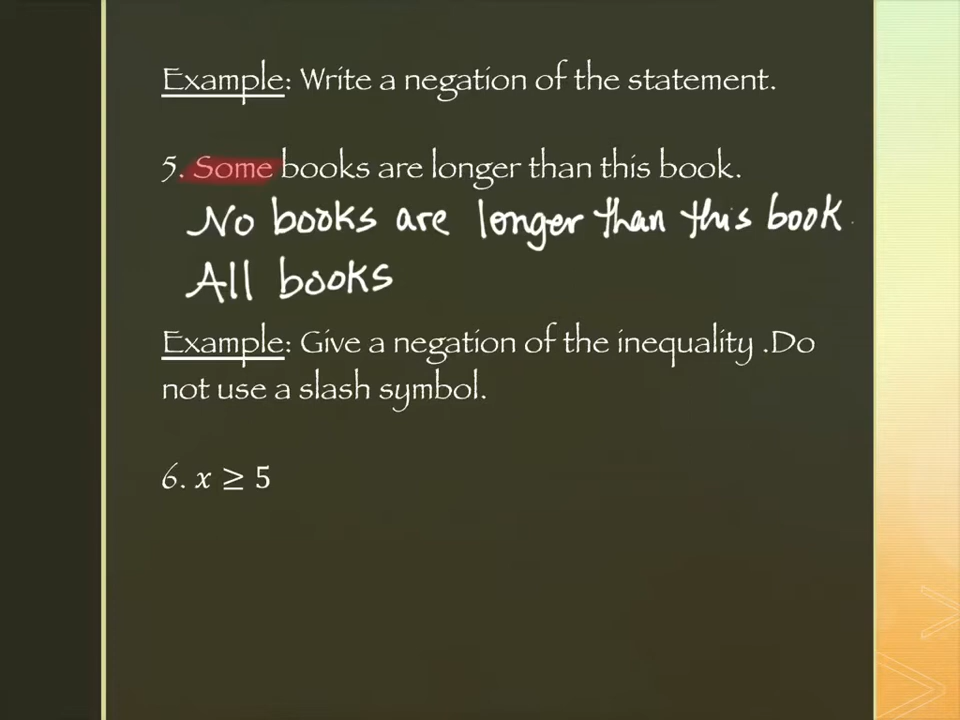 Example: Write a negation of the statement.
5. Some books are longer than this book.
No books are longer than this book.
All books
Example: Give a negation of the inequality .Do
not use a slash symbol.
6. x ≥ 5